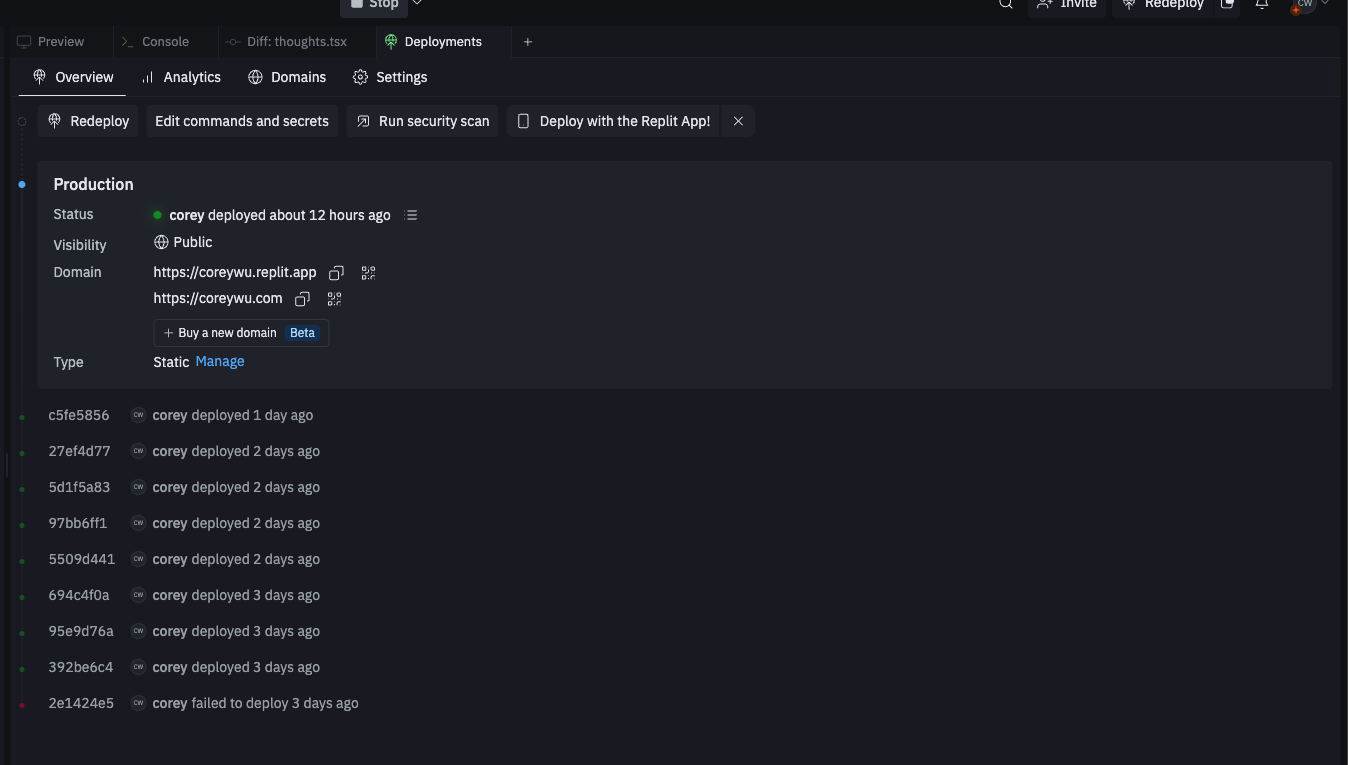 Stop
Invite
Redeploy
CW
Preview
Console
Diff: thoughts.tsx
Deployments
Overview
Analytics
Domains
Settings
Redeploy
Edit commands and secrets
Run security scan
Deploy with the Replit App!
Production
Status
corey deployed about 12 hours ago
Visibility
Public
Domain
https://coreywu.replit.app
https://coreywu.com
+ Buy a new domain Beta
Type
Static Manage
c5fe5856 CW corey deployed 1 day ago
27ef4d77 CW corey deployed 2 days ago
5d1f5a83 CW corey deployed 2 days ago
97bb6ff1 CW corey deployed 2 days ago
5509d441 CW corey deployed 2 days ago
694c4f0a CW corey deployed 3 days ago
95e9d76a CW corey deployed 3 days ago
392be6c4 CW corey deployed 3 days ago
2e1424e5 CW corey failed to deploy 3 days ago